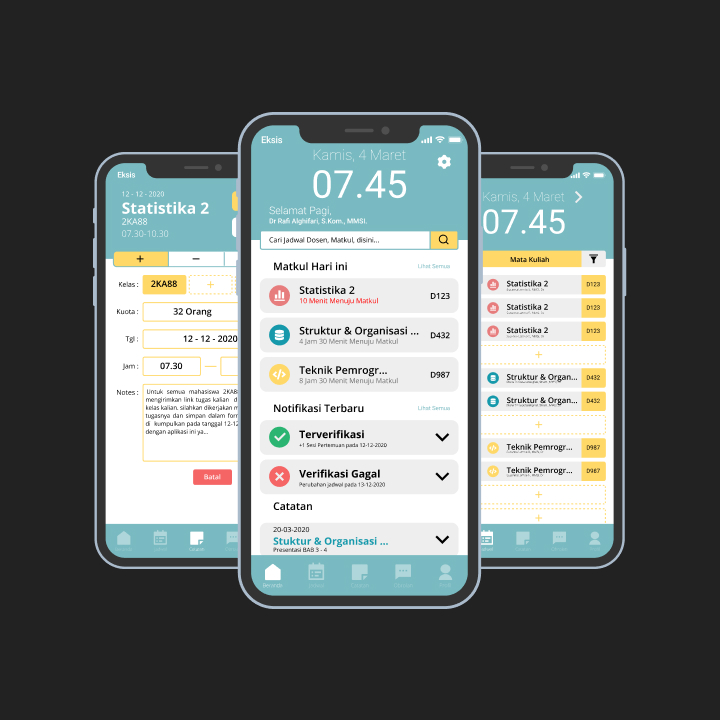 Eksis
12 - 12 - 2020
Statistika 2
2KA88
07.30-10.30
+
−
Kelas :
2KA88
+
Kuota :
32 Orang
Tgl :
12 - 12 - 2020
Jam :
07.30
—
Notes :
Untuk semua mahasiswa 2KA88
mengirimkan link tugas kalian d
kelas kalian. silahkan dikerjakan m
tugasnya dan simpan dalam form
di kumpulkan pada tanggal 12-12
dengan aplikasi ini ya...
Batal
Eksis
Kamis, 4 Maret
07.45
Selamat Pagi,
Dr Rafi Alghifari, S.Kom., MMSI.
Cari Jadwal Dosen, Matkul, disini...
Matkul Hari ini
Lihat Semua
Statistika 2
10 Menit Menuju Matkul
D123
Struktur & Organisasi ...
4 Jam 30 Menit Menuju Matkul
D432
Teknik Pemrogr...
8 Jam 30 Menit Menuju Matkul
D987
Notifikasi Terbaru
Lihat Semua
Terverifikasi
+1 Sesi Pertemuan pada 12-12-2020
Verifikasi Gagal
Perubahan jadwal pada 13-12-2020
Catatan
20-03-2020
Stuktur & Organisasi ...
Presentasi BAB 3 - 4
Beranda
Kamis, 4 Maret
07.45
Mata Kuliah
Statistika 2
D123
Statistika 2
D123
Statistika 2
D123
+
Struktur & Organ...
D432
Struktur & Organ...
D432
+
Teknik Pemrogr...
D987
Teknik Pemrogr...
D987
+
+